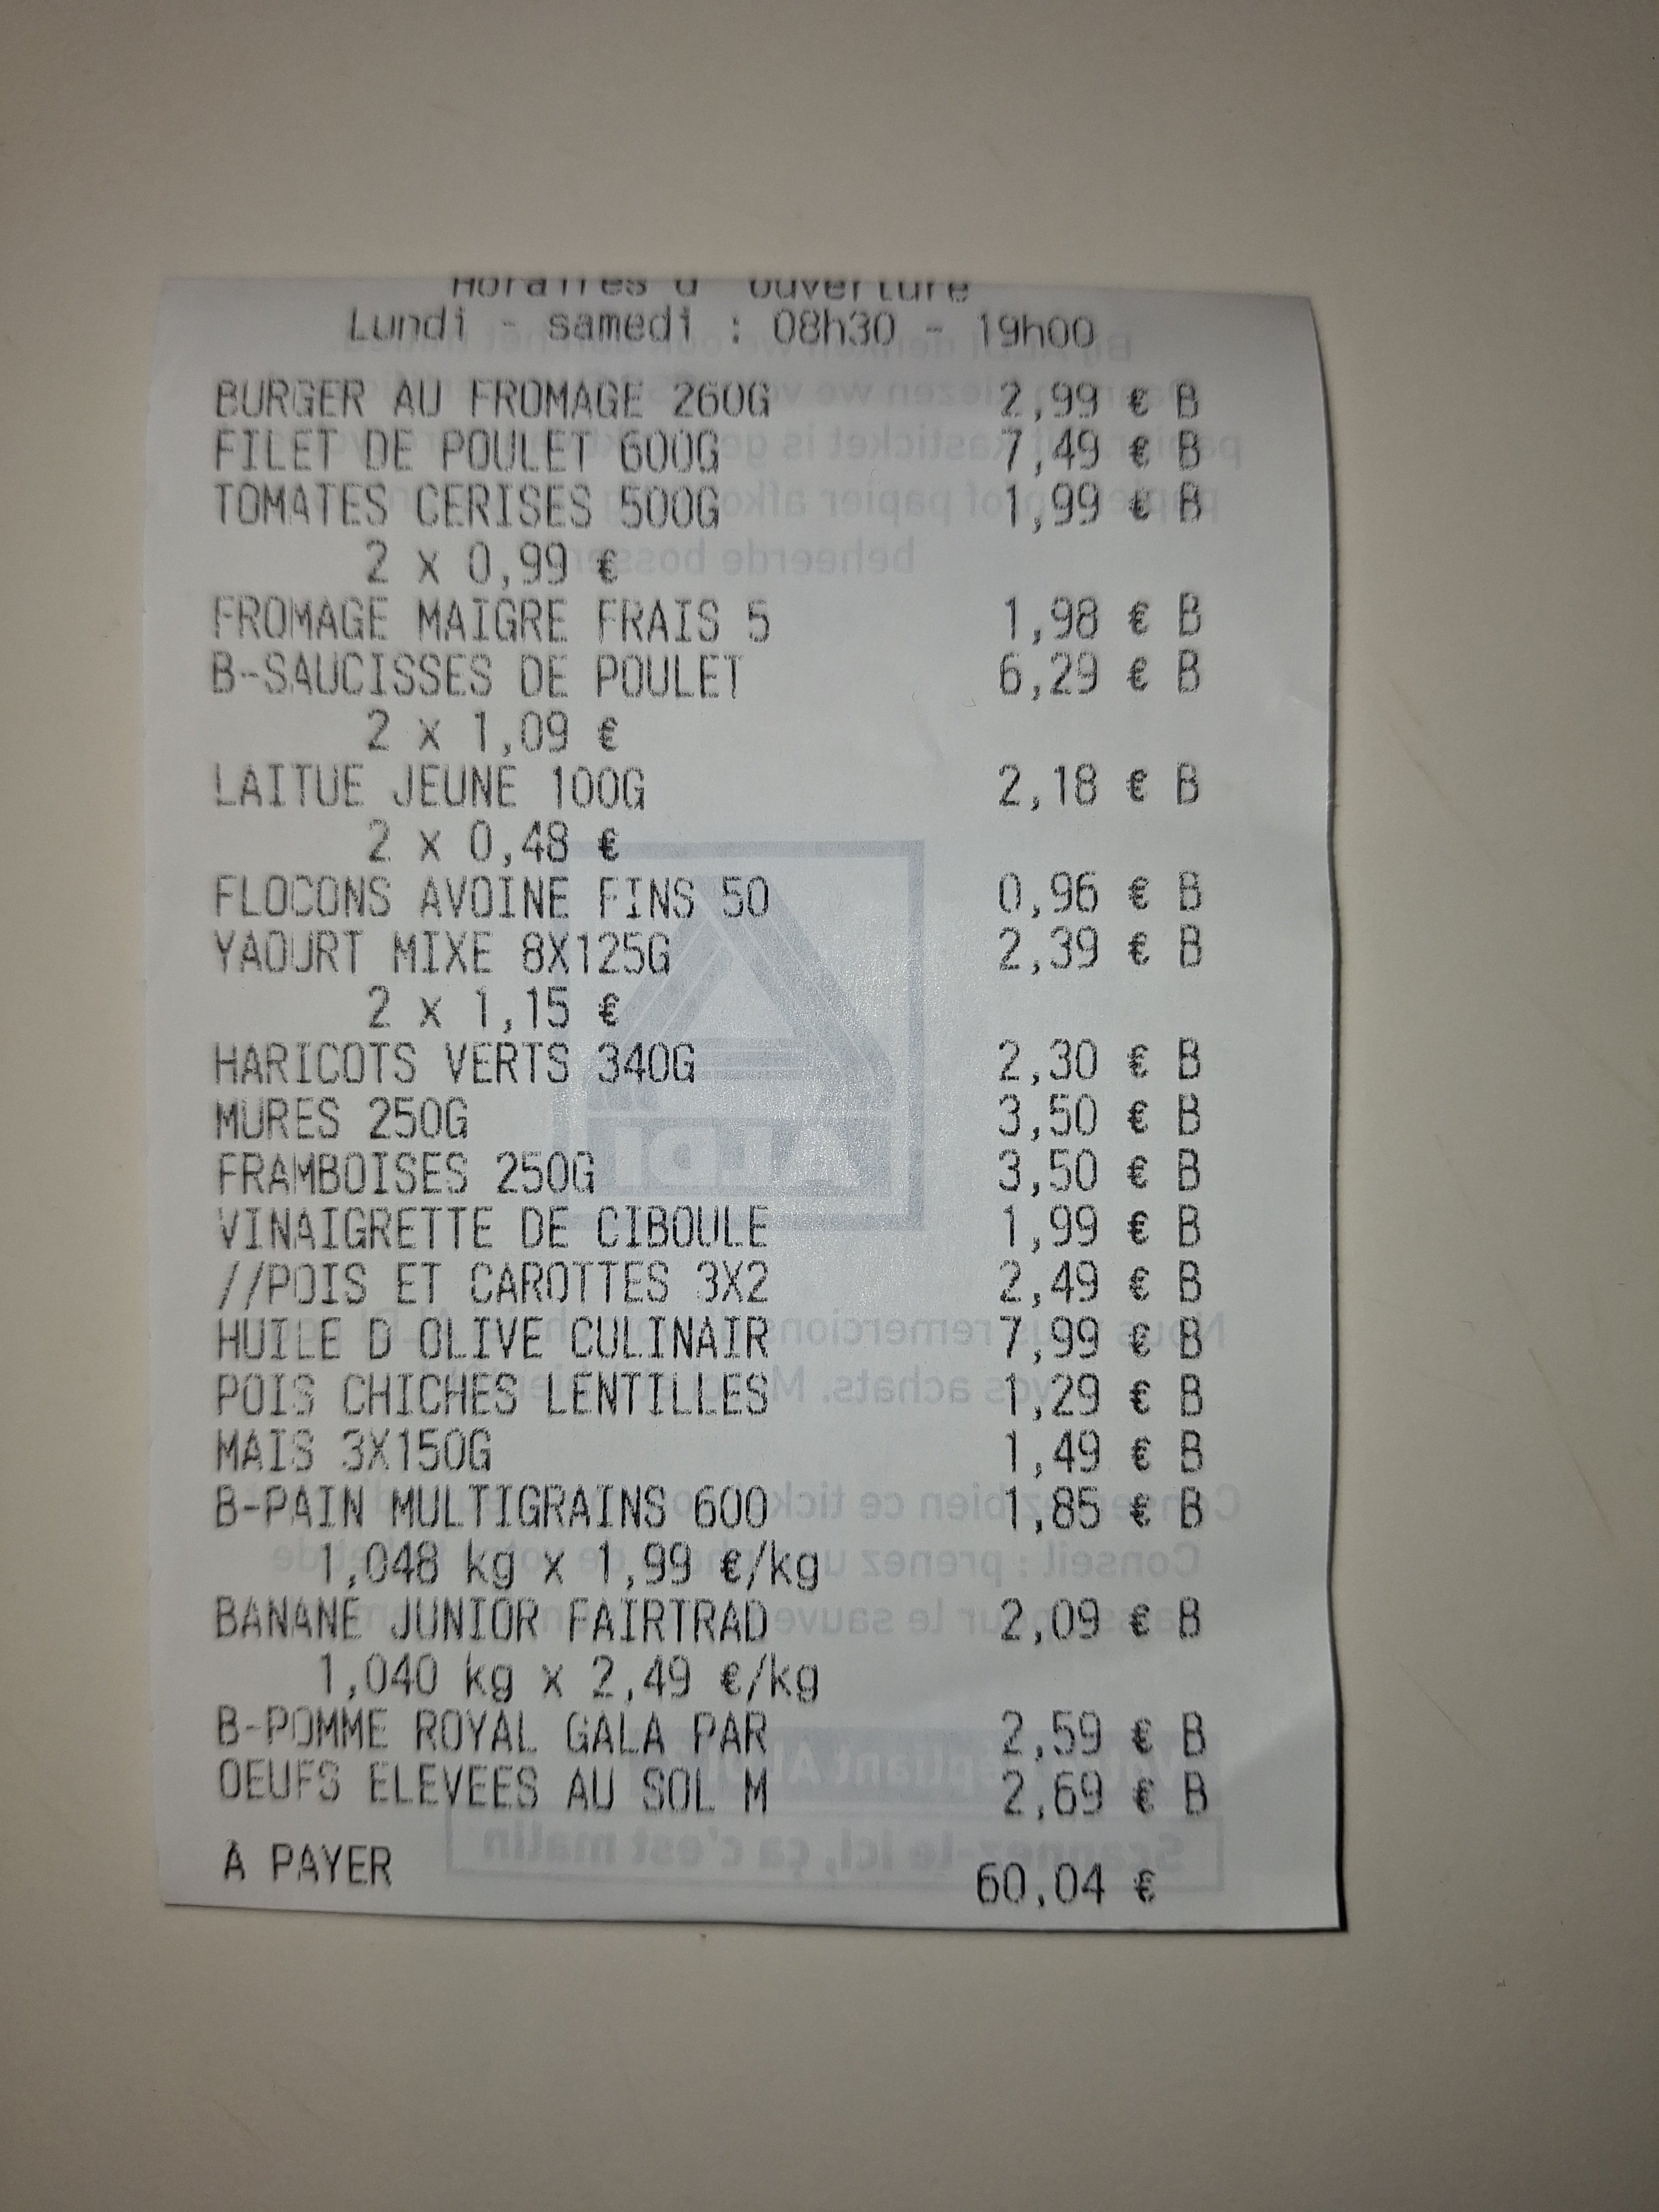 Horaires d' ouverture
Lundi - samedi : 08h30 - 19h00
BURGER AU FROMAGE 260G 2,99 € B
FILET DE POULET 600G 7,49 € B
TOMATES CERISES 500G 1,99 € B
2 x 0,99 €
FROMAGE MAIGRE FRAIS 5 1,98 € B
B-SAUCISSES DE POULET 6,29 € B
2 x 1,09 €
LAITUE JEUNE 100G 2,18 € B
2 x 0,48 €
FLOCONS AVOINE FINS 50 0,96 € B
YAOURT MIXE 8X125G 2,39 € B
2 x 1,15 €
HARICOTS VERTS 340G 2,30 € B
MURES 250G 3,50 € B
FRAMBOISES 250G 3,50 € B
VINAIGRETTE DE CIBOULE 1,99 € B
//POIS ET CAROTTES 3X2 2,49 € B
HUILE D OLIVE CULINAIR 7,99 € B
POIS CHICHES LENTILLES 1,29 € B
MAIS 3X150G 1,49 € B
B-PAIN MULTIGRAINS 600 1,85 € B
1,048 kg x 1,99 €/kg
BANANE JUNIOR FAIRTRAD 2,09 € B
1,040 kg x 2,49 €/kg
B-POMME ROYAL GALA PAR 2,59 € B
OEUFS ELEVEES AU SOL M 2,69 € B
A PAYER 60,04 €